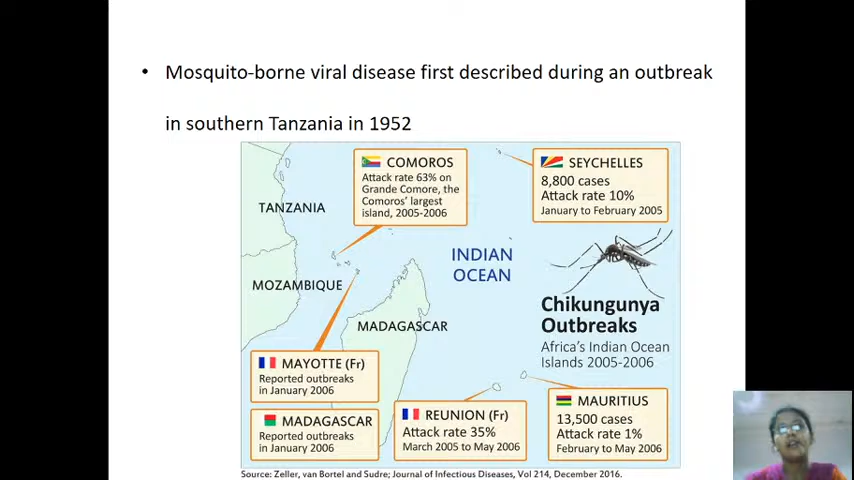 • Mosquito-borne viral disease first described during an outbreak
in southern Tanzania in 1952
COMOROS
Attack rate 63% on
Grande Comore, the
Comoros' largest
island, 2005-2006
SEYCHELLES
8,800 cases
Attack rate 10%
January to February 2005
TANZANIA
INDIAN
OCEAN
MOZAMBIQUE
MADAGASCAR
Chikungunya
Outbreaks
Africa's Indian Ocean
Islands 2005-2006
MAYOTTE (Fr)
Reported outbreaks
in January 2006
MADAGASCAR
Reported outbreaks
in January 2006
REUNION (Fr)
Attack rate 35%
March 2005 to May 2006
MAURITIUS
13,500 cases
Attack rate 1%
February to May 2006
Source: Zeller, van Bortel and Sudre; Journal of Infectious Diseases, Vol 214, December 2016.